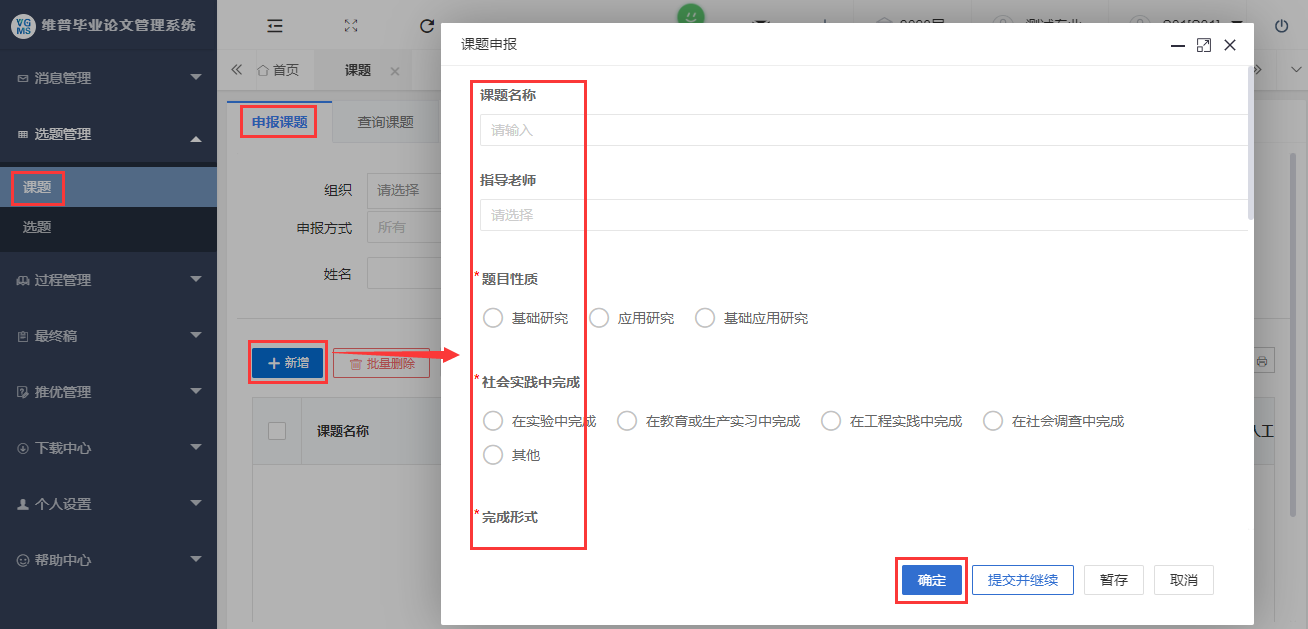 VGMS 维普毕业论文管理系统
消息管理
选题管理
课题
选题
过程管理
最终稿
推优管理
下载中心
个人设置
帮助中心
首页
课题
申报课题
查询课题
组织
请选择
申报方式
所有
姓名
新增
批量删除
课题名称
课题申报
课题名称
请输入
指导老师
请选择
*题目性质
基础研究
应用研究
基础应用研究
*社会实践中完成
在实验中完成
在教育或生产实习中完成
在工程实践中完成
在社会调查中完成
其他
*完成形式
确定
提交并继续
暂存
取消
人工